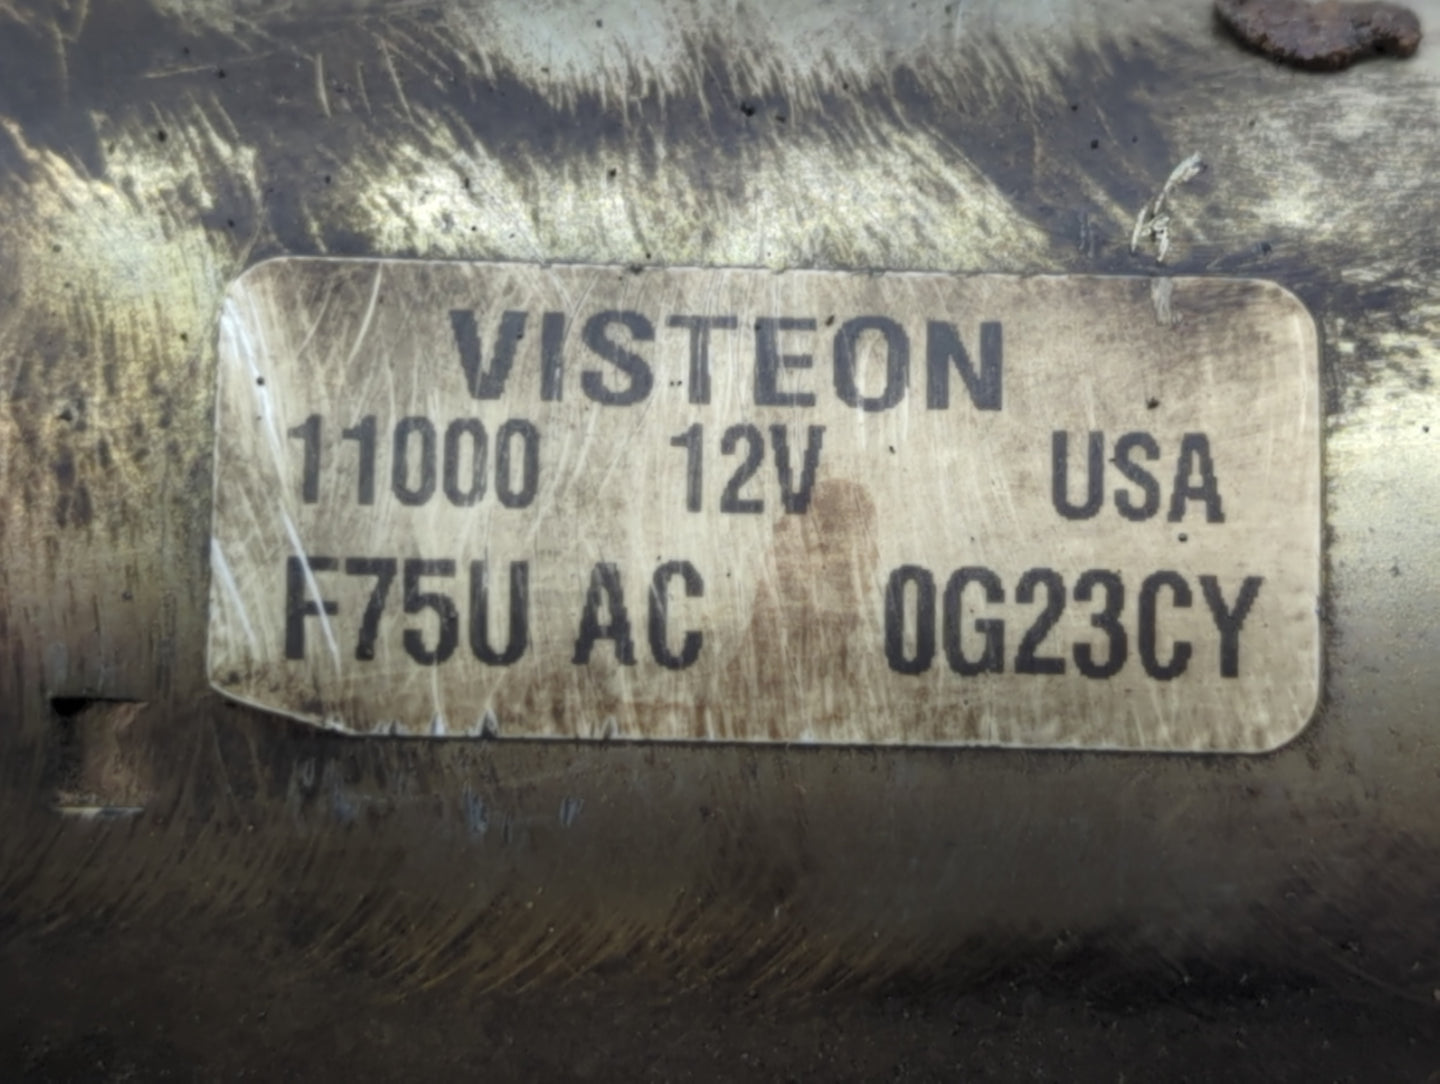 VISTEON
11000 12V USA
F75U AC 0G23CY